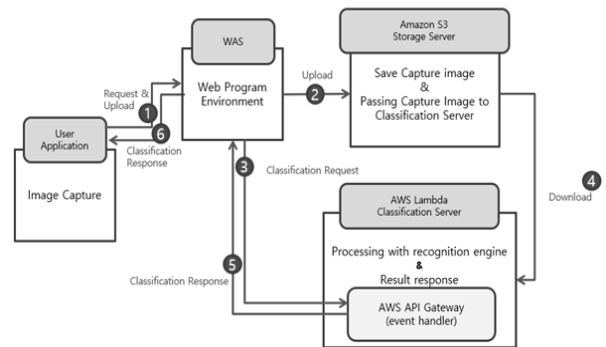 WAS
Amazon S3
Storage Server
Web Program
Environment
Upload
2
Save Capture image
&
Passing Capture Image to
Classification Server
Request &
Upload
1
6
User
Application
Classification
Response
Image Capture
3
Classification Request
4
Download
AWS Lambda
Classification Server
Processing with recognition engine
&
Result response
5
Classification Response
AWS API Gateway
(event handler)